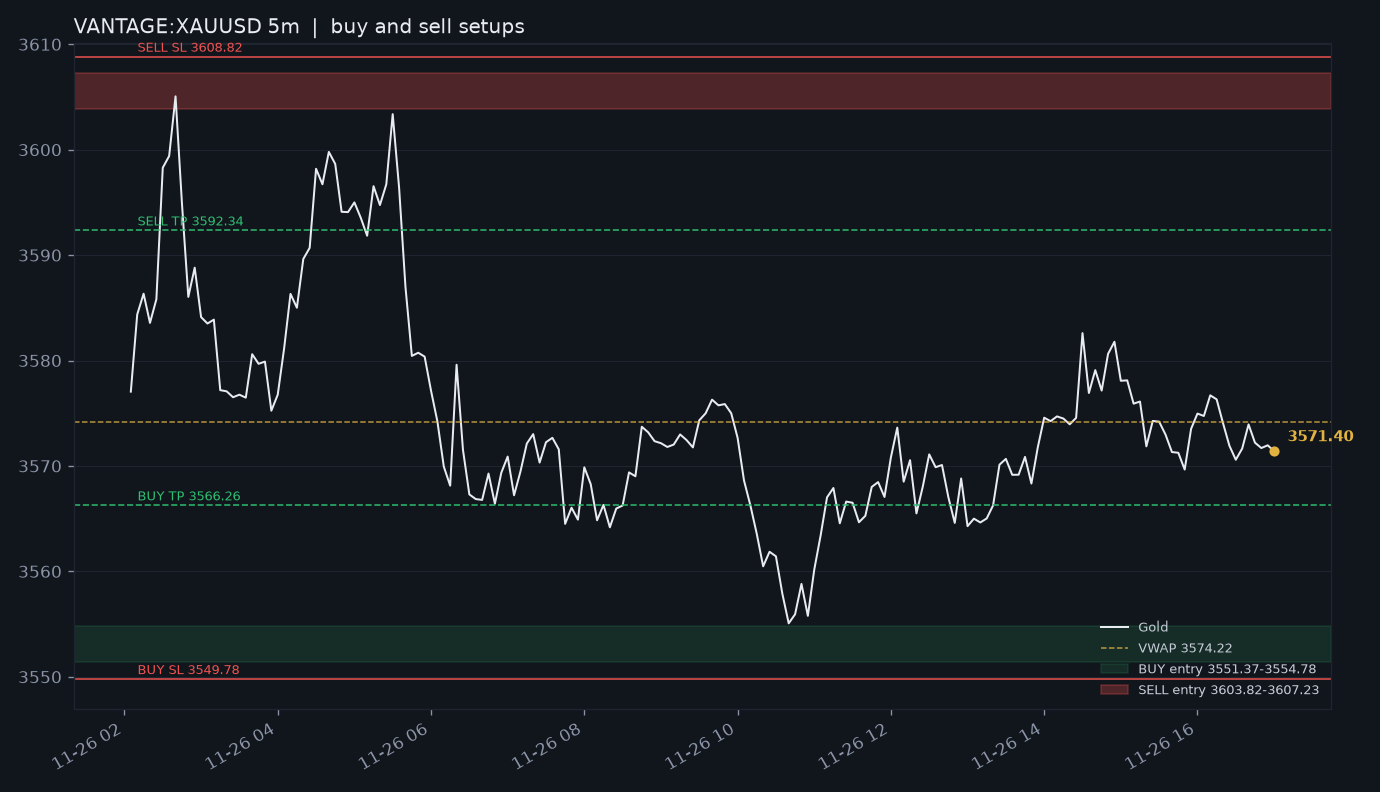 VANTAGE:XAUUSD 5m | buy and sell setups
3610
SELL SL 3608.82
3600
SELL TP 3592.34
3590
3580
3571.40
3570
BUY TP 3566.26
3560
Gold
VWAP 3574.22
BUY SL 3549.78
BUY entry 3551.37-3554.78
3550
SELL entry 3603.82-3607.23
11-26 02
11-26 04
11-26 06
11-26 08
11-26 10
11-26 12
11-26 14
11-26 16